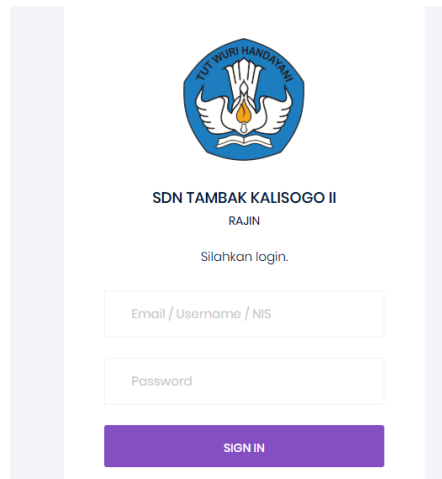 TUT WURI HANDAYANI
SDN TAMBAK KALISOGO II
RAJIN
Silahkan login.
Email / Username / NIS
Password
SIGN IN